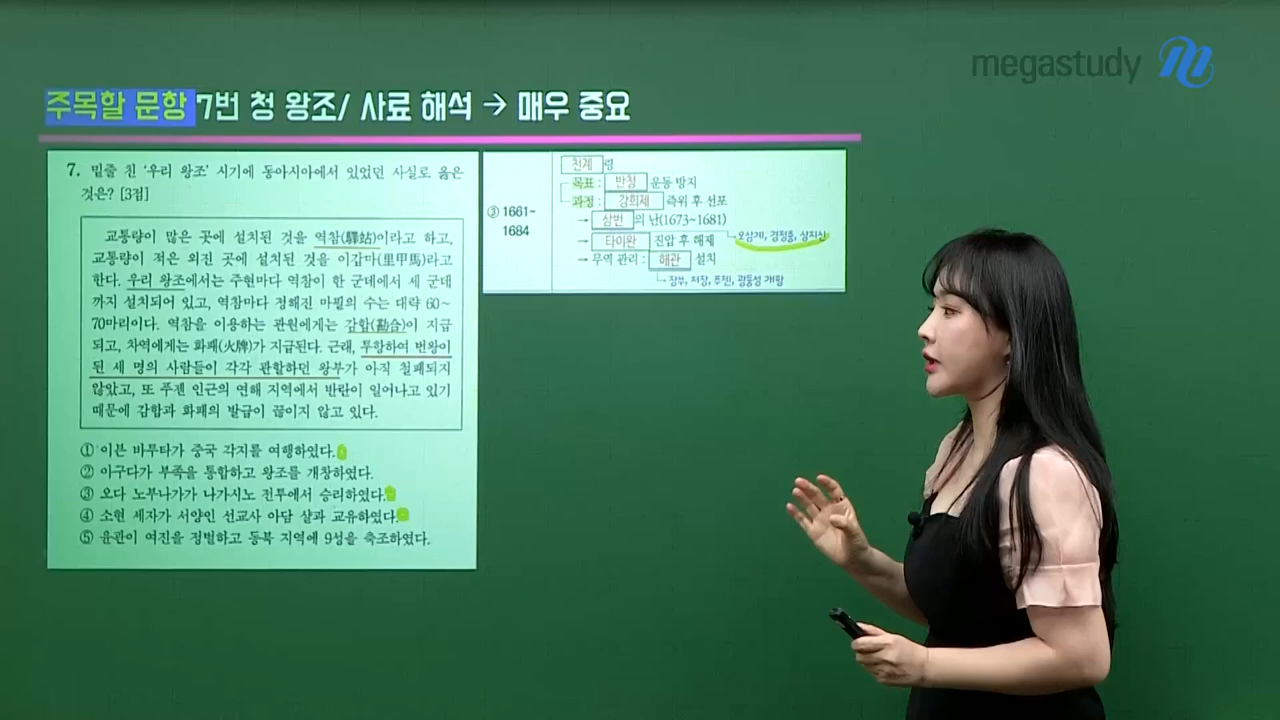 megastudy
주목할 문항 7번 청 왕조/ 사료 해석 → 매우 중요
7. 밑줄 친 ‘우리 왕조’ 시기에 동아시아에서 있었던 사실로 옳은
것은? [3점]
교통량이 많은 곳에 설치된 것을 역참(驛站)이라고 하고,
교통량이 적은 외진 곳에 설치된 것을 이갑마(里甲馬)라고
한다. 우리 왕조에서는 주현마다 역참이 한 군데에서 세 군데
까지 설치되어 있고, 역참마다 정해진 마필의 수는 대략 60~
70마리이다. 역참을 이용하는 관원에게는 감합(勘合)이 지급
되고, 차역에게는 화패(火牌)가 지급된다. 근래, 투항하여 번왕이
된 세 명의 사람들이 각각 관할하던 왕부가 아직 철폐되지
않았고, 또 푸젠 인근의 연해 지역에서 반란이 일어나고 있기
때문에 감합과 화패의 발급이 끊이지 않고 있다.
① 이븐 바투타가 중국 각지를 여행하였다.
② 아구다가 부족을 통합하고 왕조를 개창하였다.
③ 오다 노부나가가 나가시노 전투에서 승리하였다.
④ 소현 세자가 서양인 선교사 아담 샬과 교유하였다.
⑤ 윤관이 여진을 정벌하고 동북 지역에 9성을 축조하였다.
③ 1661~
1684
천계 령
목표 : 반청 운동 방지
과정 : 강희제 즉위 후 선포
→ 삼번 의 난(1673~1681)
오삼계, 경정충, 상지신
→ 타이완 진압 후 해제
→ 무역 관리 : 해관 설치
저장, 푸젠, 광둥성 개항